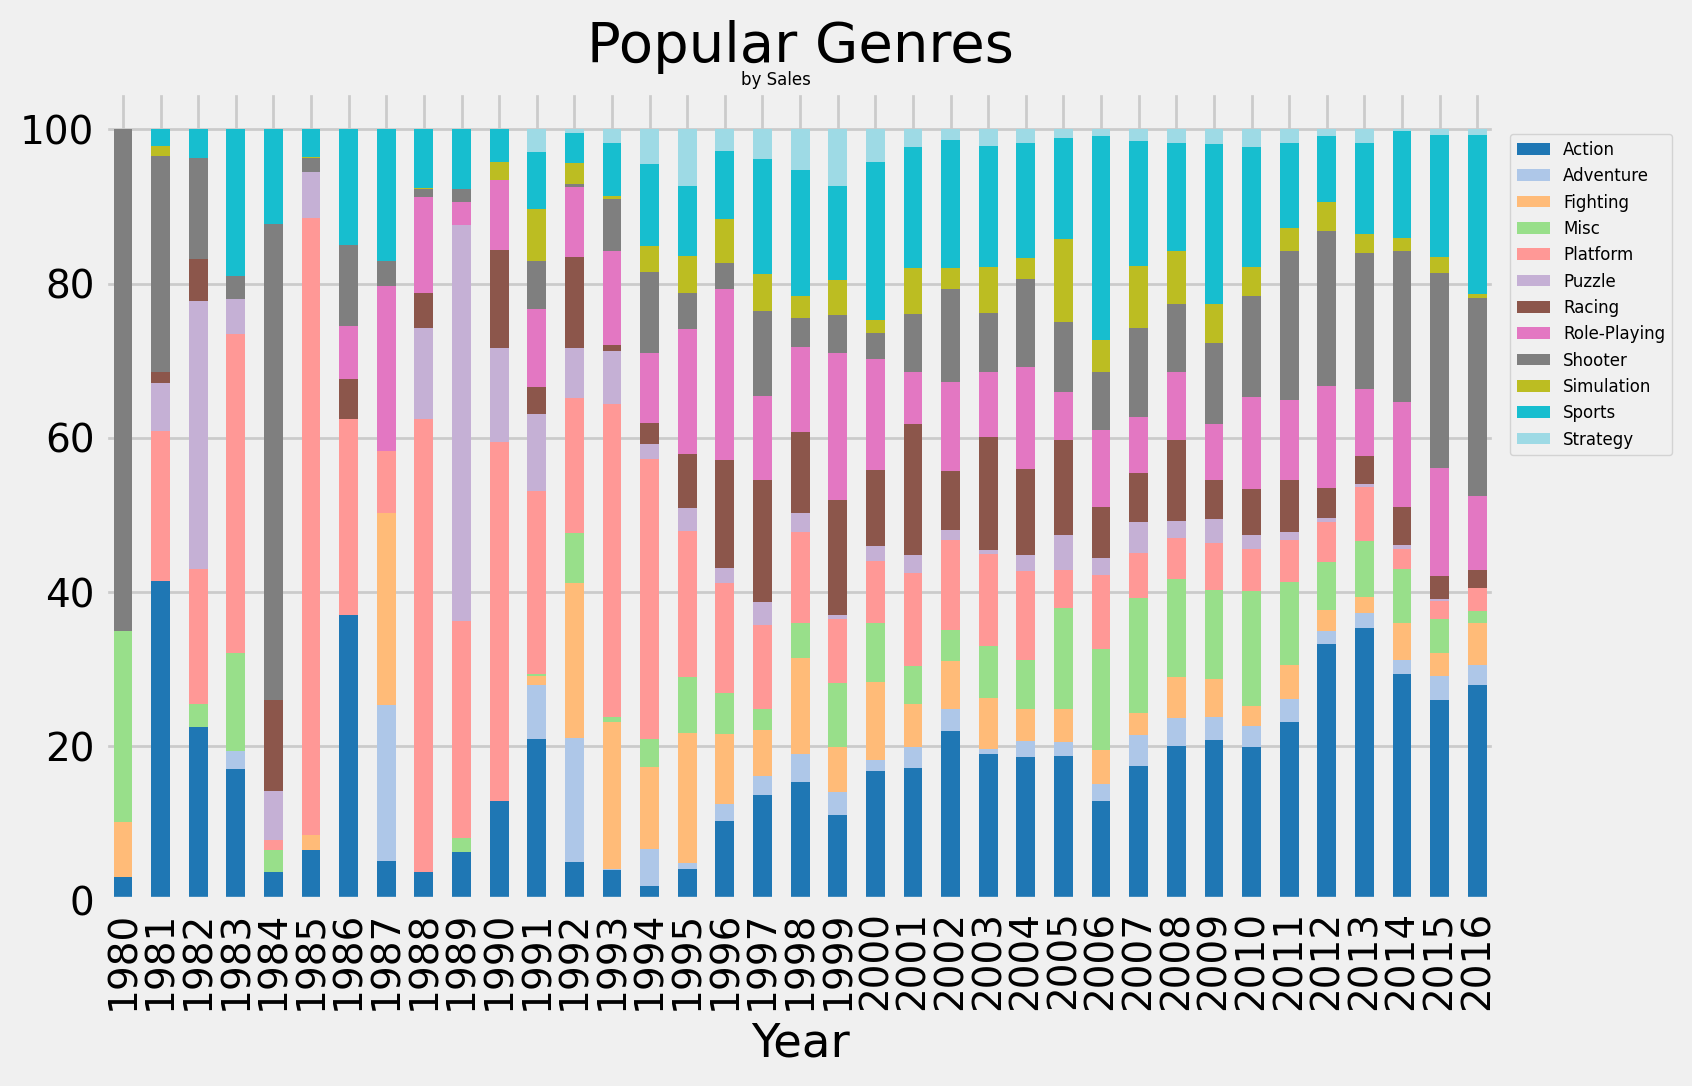 Popular Genres
by Sales
100
80
60
40
20
0
Action
Adventure
Fighting
Misc
Platform
Puzzle
Racing
Role-Playing
Shooter
Simulation
Sports
Strategy
1980
1981
1982
1983
1984
1985
1986
1987
1988
1989
1990
1991
1992
1993
1994
1995
1996
1997
1998
1999
2000
2001
2002
2003
2004
2005
2006
2007
2008
2009
2010
2011
2012
2013
2014
2015
2016
Year